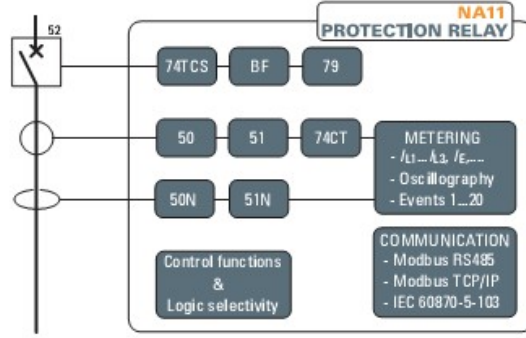 52
NA11
PROTECTION RELAY
74TCS
BF
79
50
51
74CT
METERING
- IL1...IL3, IE,....
- Oscillography
- Events 1...20
50N
51N
Control functions
&
Logic selectivity
COMMUNICATION
- Modbus RS485
- Modbus TCP/IP
- IEC 60870-5-103